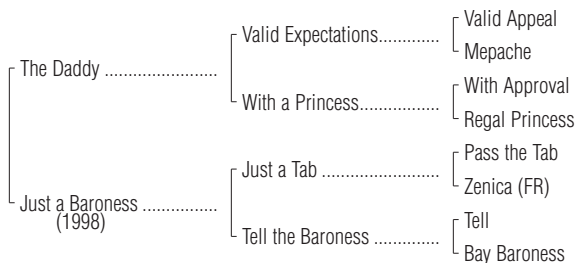 Valid Appeal
Valid Expectations.............
Mepache
The Daddy .......................
With Approval
With a Princess.................
Regal Princess
Pass the Tab
Just a Tab .........................
Zenica (FR)
Just a Baroness ................
(1998)
Tell
Tell the Baroness ..............
Bay Baroness